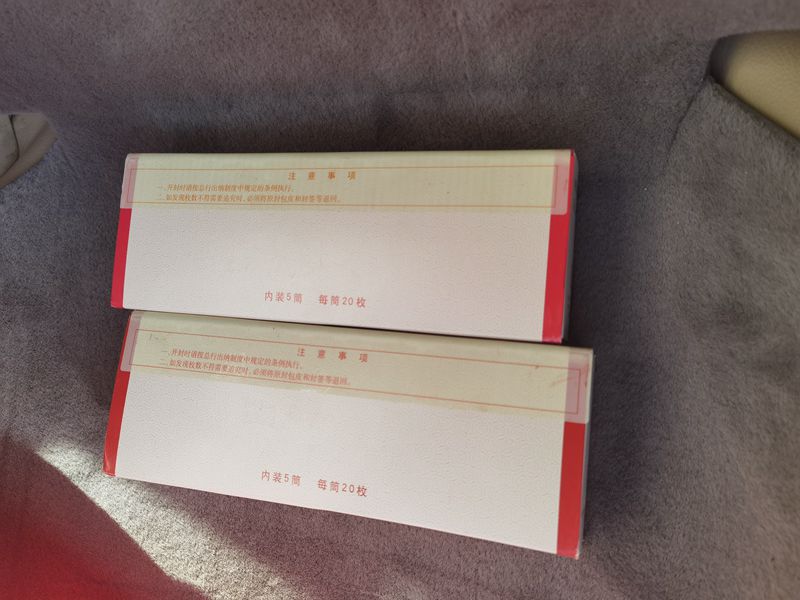 注意事项
一、开封时请按总行出纳制度中规定的条例执行。
二、如发现枚数不符需要追究时，必须将原封包皮和封签等退回。
内装5筒 每筒20枚
注意事项
一、开封时请按总行出纳制度中规定的条例执行。
二、如发现枚数不符需要追究时，必须将原封包皮和封签等退回。
内装5筒 每筒20枚